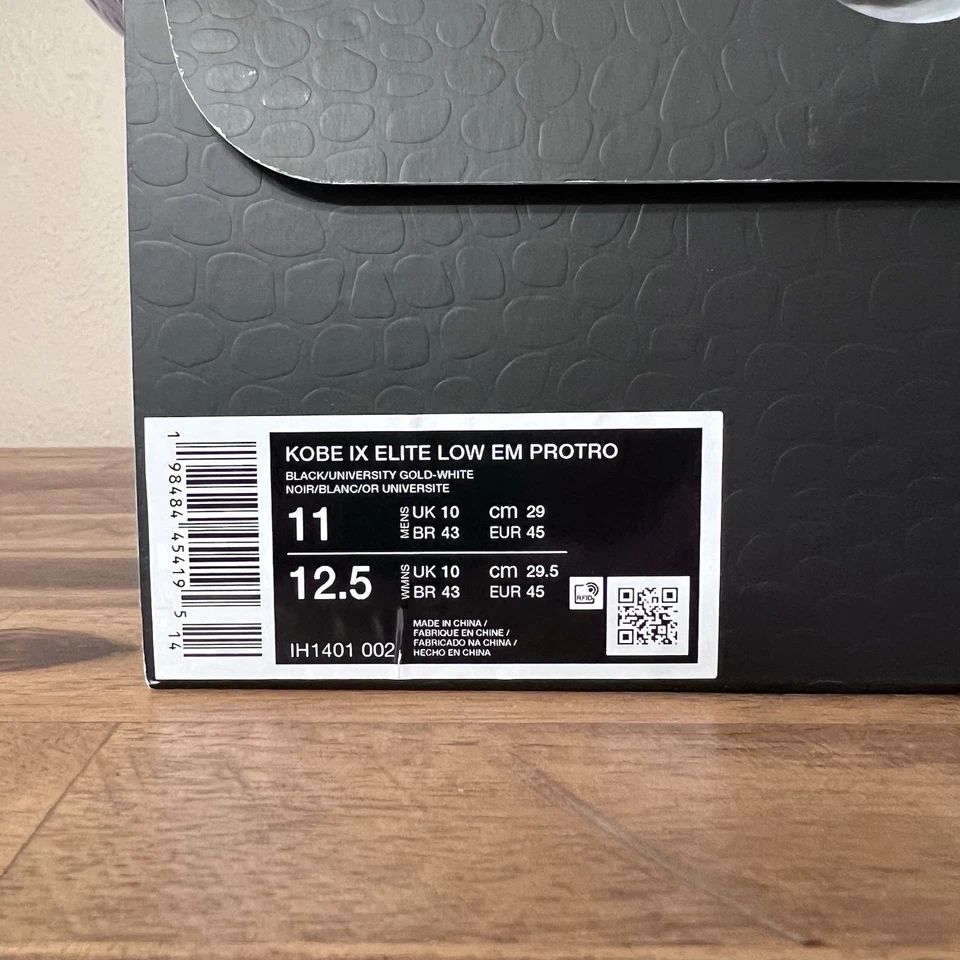 1 98484 45419 5 14
KOBE IX ELITE LOW EM PROTRO
BLACK/UNIVERSITY GOLD-WHITE
NOIR/BLANC/OR UNIVERSITE
11 MENS UK 10 cm 29
BR 43 EUR 45
12.5 WMNS UK 10 cm 29.5
BR 43 EUR 45
RFID
MADE IN CHINA /
FABRIQUE EN CHINE /
FABRICADO NA CHINA /
IH1401 002 HECHO EN CHINA